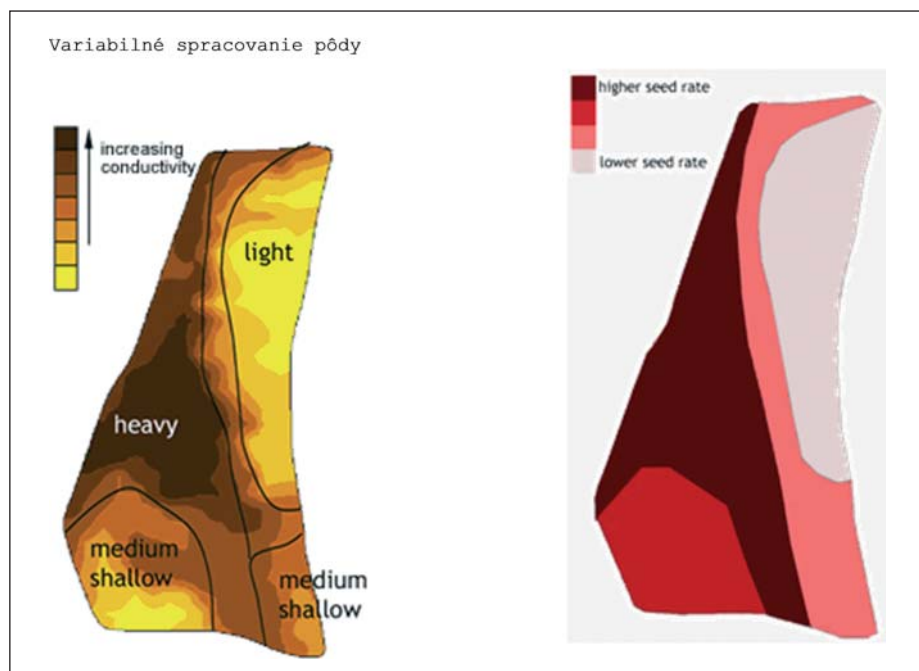 Variabilné spracovanie pôdy
increasing
conductivity
light
heavy
medium
shallow
medium
shallow
higher seed rate
lower seed rate